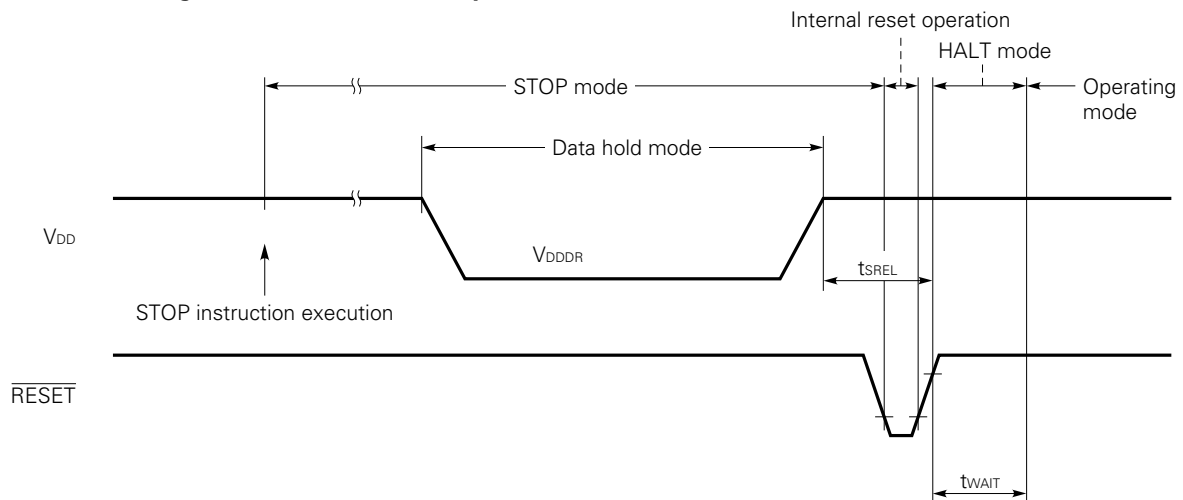 Internal reset operation
HALT mode
STOP mode
Operating
mode
Data hold mode
VDD
VDDDR
tSREL
STOP instruction execution
RESET
tWAIT